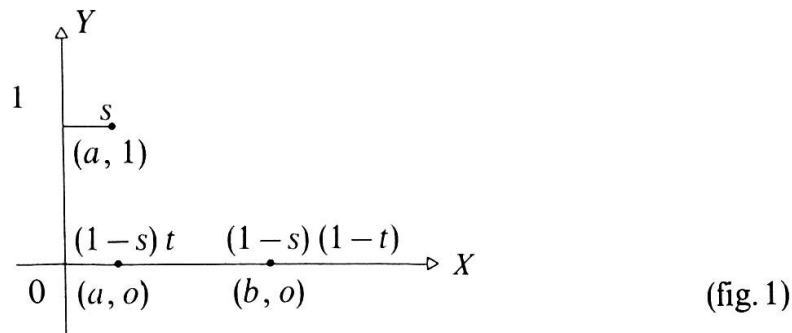 Y
1
s
(a, 1)
(1 – s) t (1 – s) (1 – t)
X
0 (a, o) (b, o)
(fig. 1)